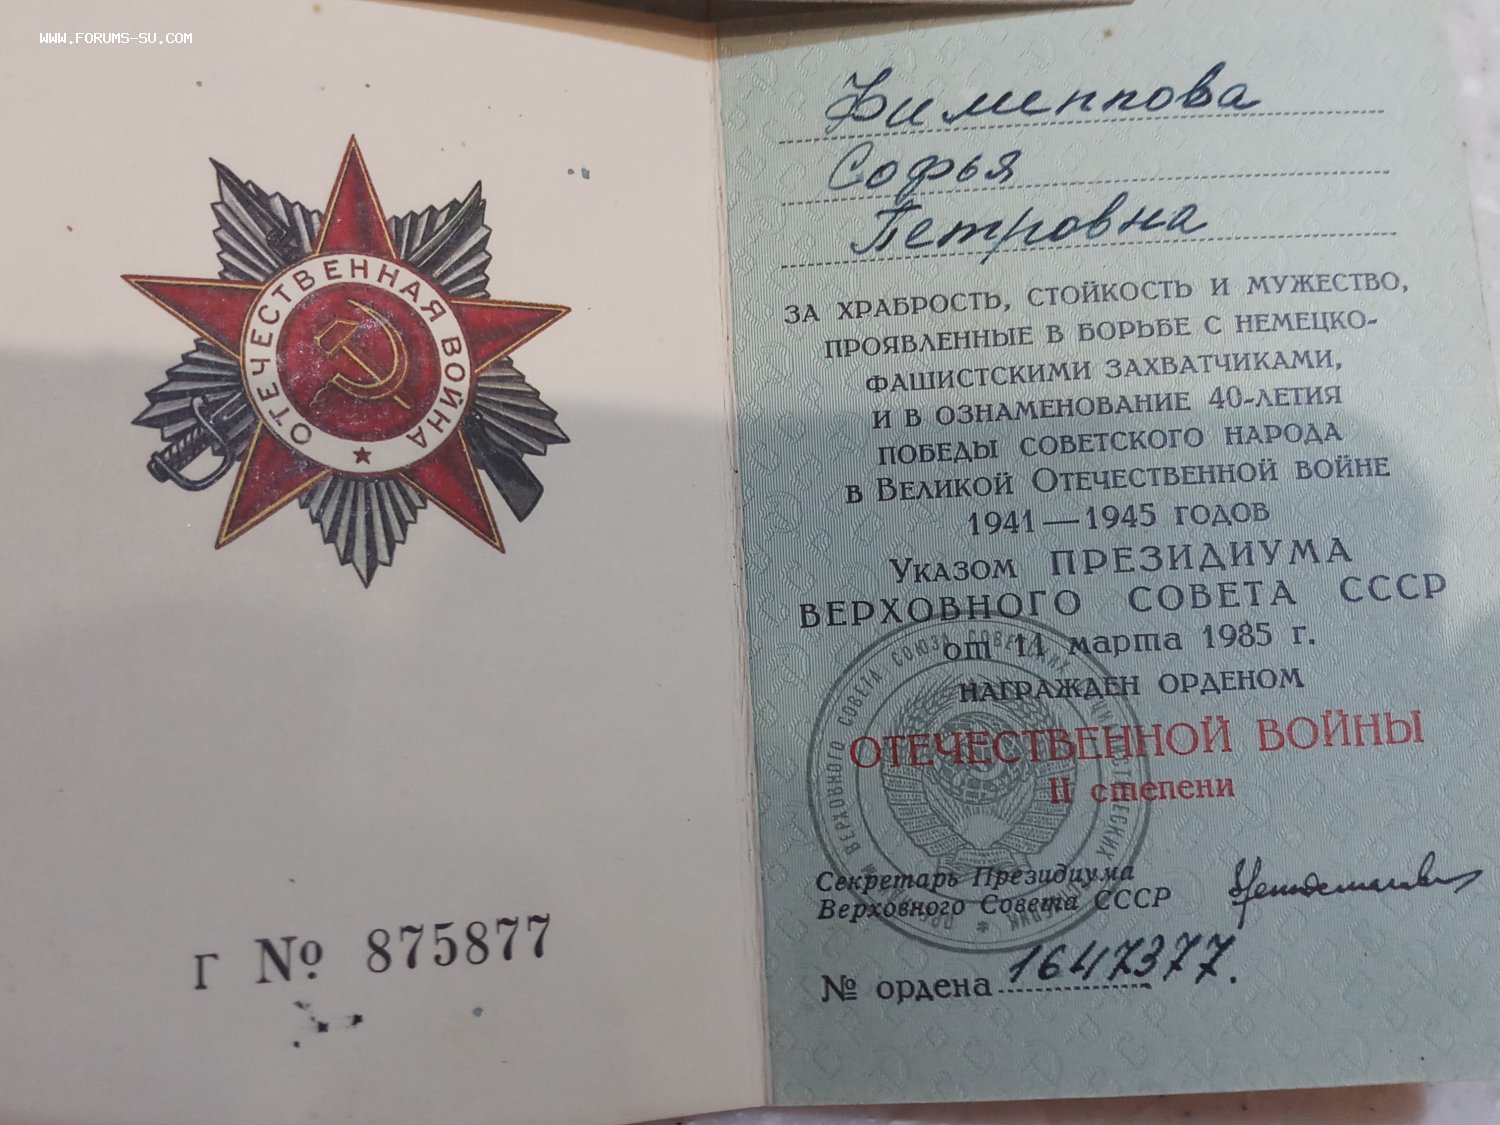 WWW.FORUMS-SU.COM
ОТЕЧЕСТВЕННАЯ ВОЙНА
Г № 875877
Фименкова
Софья
Петровна
ЗА ХРАБРОСТЬ, СТОЙКОСТЬ И МУЖЕСТВО,
ПРОЯВЛЕННЫЕ В БОРЬБЕ С НЕМЕЦКО-
ФАШИСТСКИМИ ЗАХВАТЧИКАМИ,
И В ОЗНАМЕНОВАНИЕ 40-ЛЕТИЯ
ПОБЕДЫ СОВЕТСКОГО НАРОДА
В ВЕЛИКОЙ ОТЕЧЕСТВЕННОЙ ВОЙНЕ
1941—1945 ГОДОВ
УКАЗОМ ПРЕЗИДИУМА
ВЕРХОВНОГО СОВЕТА СССР
от 11 марта 1985 г.
НАГРАЖДЕН ОРДЕНОМ
ОТЕЧЕСТВЕННОЙ ВОЙНЫ
II степени
Секретарь Президиума
Верховного Совета СССР
№ ордена 1647377.